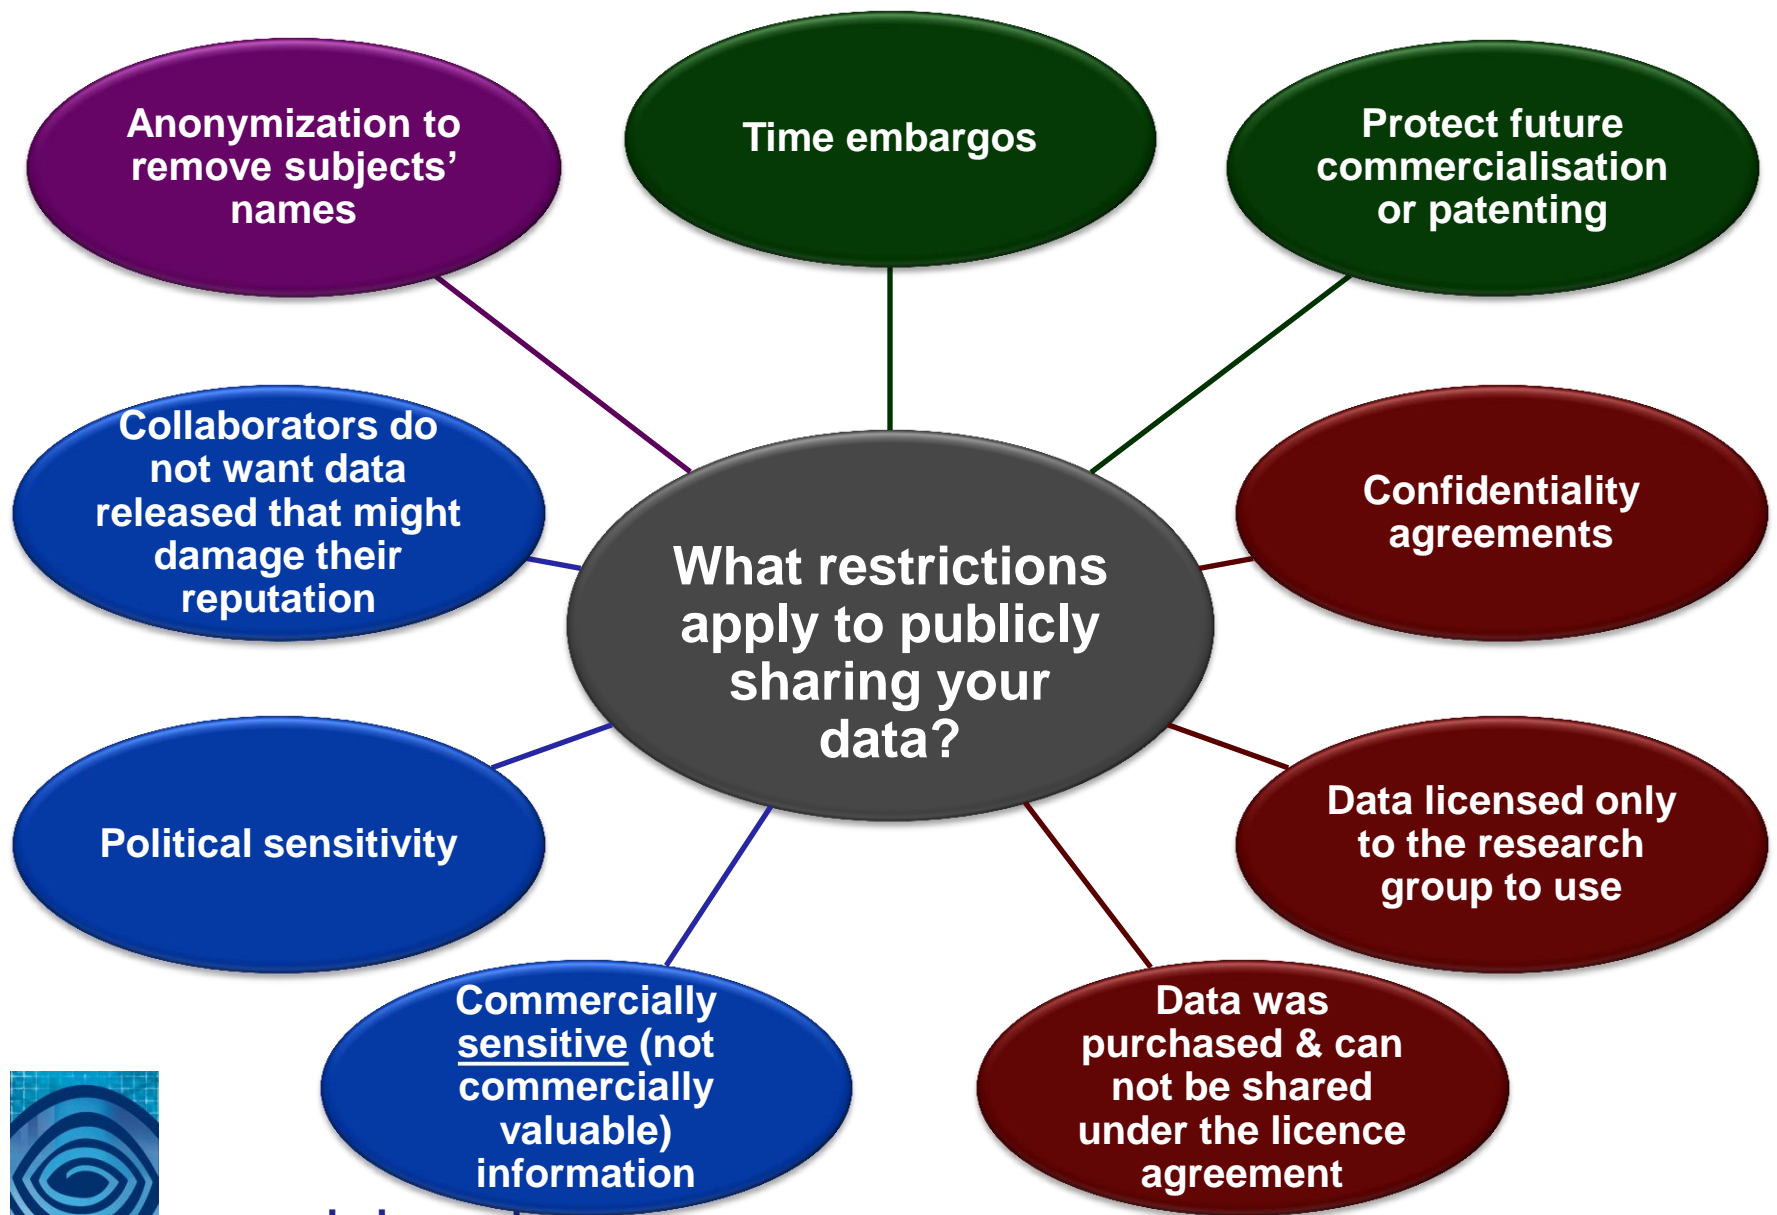 Anonymization to
remove subjects’
names
Time embargos
Protect future
commercialisation
or patenting
Collaborators do
not want data
released that might
damage their
reputation
Confidentiality
agreements
What restrictions
apply to publicly
sharing your
data?
Political sensitivity
Data licensed only
to the research
group to use
Commercially
sensitive (not
commercially
valuable)
information
Data was
purchased & can
not be shared
under the licence
agreement